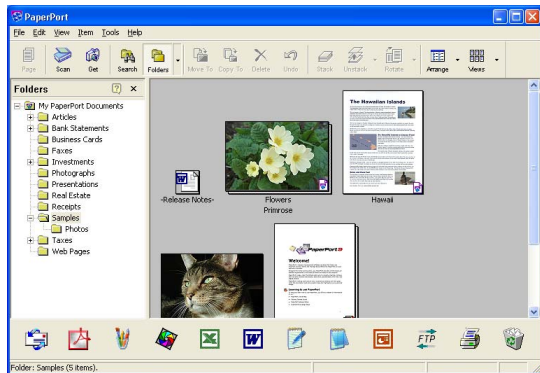 PaperPort
File Edit View Item Tools Help
Page Scan Get Search Folders Move To Copy To Delete Undo Stack Unstack Rotate Arrange Views
Folders
My PaperPort Documents
Articles
Bank Statements
Business Cards
Faxes
Investments
Photographs
Presentations
Real Estate
Receipts
Samples
Photos
Taxes
Web Pages
The Hawaiian Islands
-Release Notes-
Flowers
Primrose
Hawaii
PaperPort 9
Welcome!
FTP
Folder: Samples (5 items).